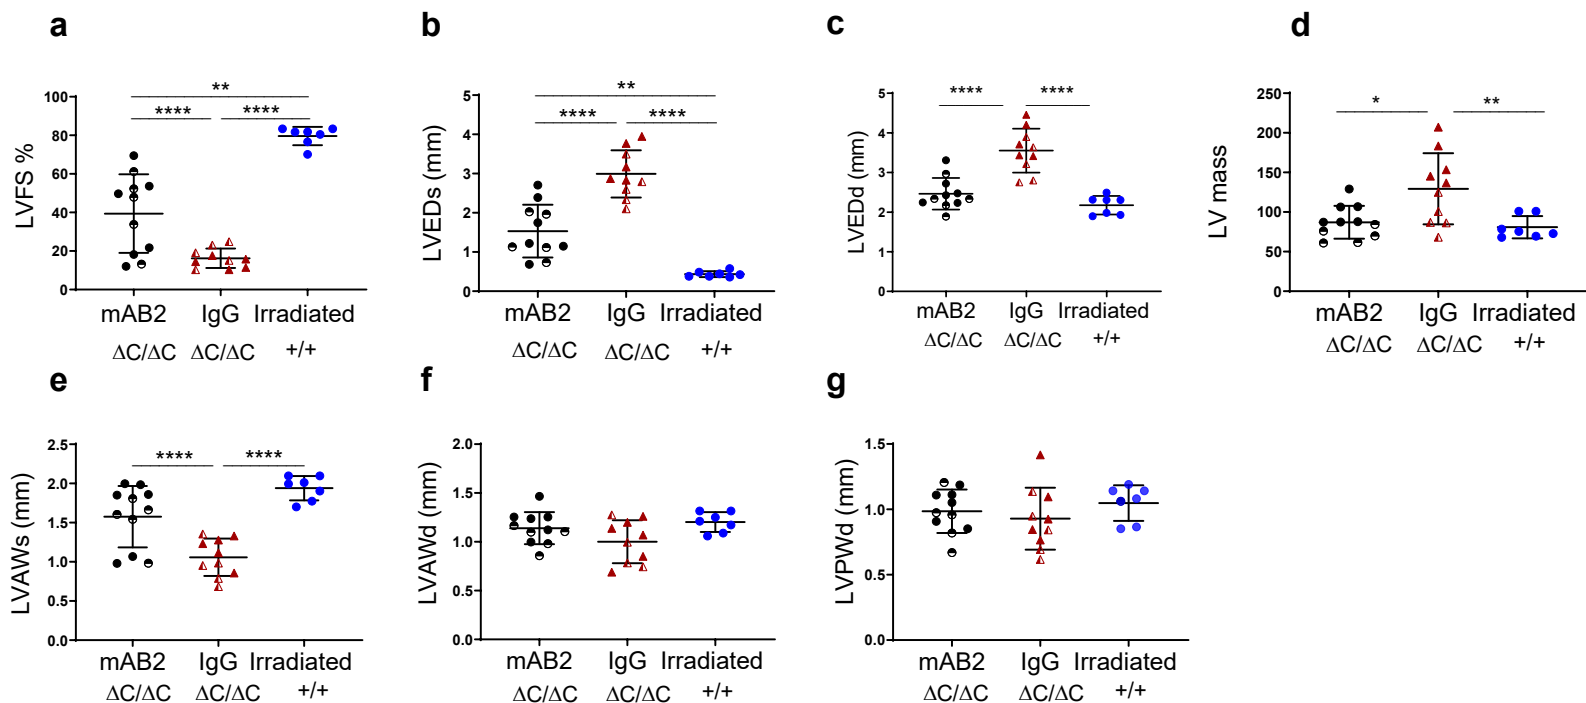 a
**
**** ****
100
80
60
40
20
0
LVFS %
mAB2 IgG Irradiated
ΔC/ΔC ΔC/ΔC +/+
b
**
**** ****
5
4
3
2
1
0
LVEDs (mm)
mAB2 IgG Irradiated
ΔC/ΔC ΔC/ΔC +/+
c
**** ****
5
4
3
2
1
0
LVEDd (mm)
mAB2 IgG Irradiated
ΔC/ΔC ΔC/ΔC +/+
d
* **
250
200
150
100
50
0
LV mass
mAB2 IgG Irradiated
ΔC/ΔC ΔC/ΔC +/+
e
**** ****
2.5
2.0
1.5
1.0
0.5
0.0
LVAWs (mm)
mAB2 IgG Irradiated
ΔC/ΔC ΔC/ΔC +/+
f
2.0
1.5
1.0
0.5
0.0
LVAWd (mm)
mAB2 IgG Irradiated
ΔC/ΔC ΔC/ΔC +/+
g
1.5
1.0
0.5
0.0
LVPWd (mm)
mAB2 IgG Irradiated
ΔC/ΔC ΔC/ΔC +/+